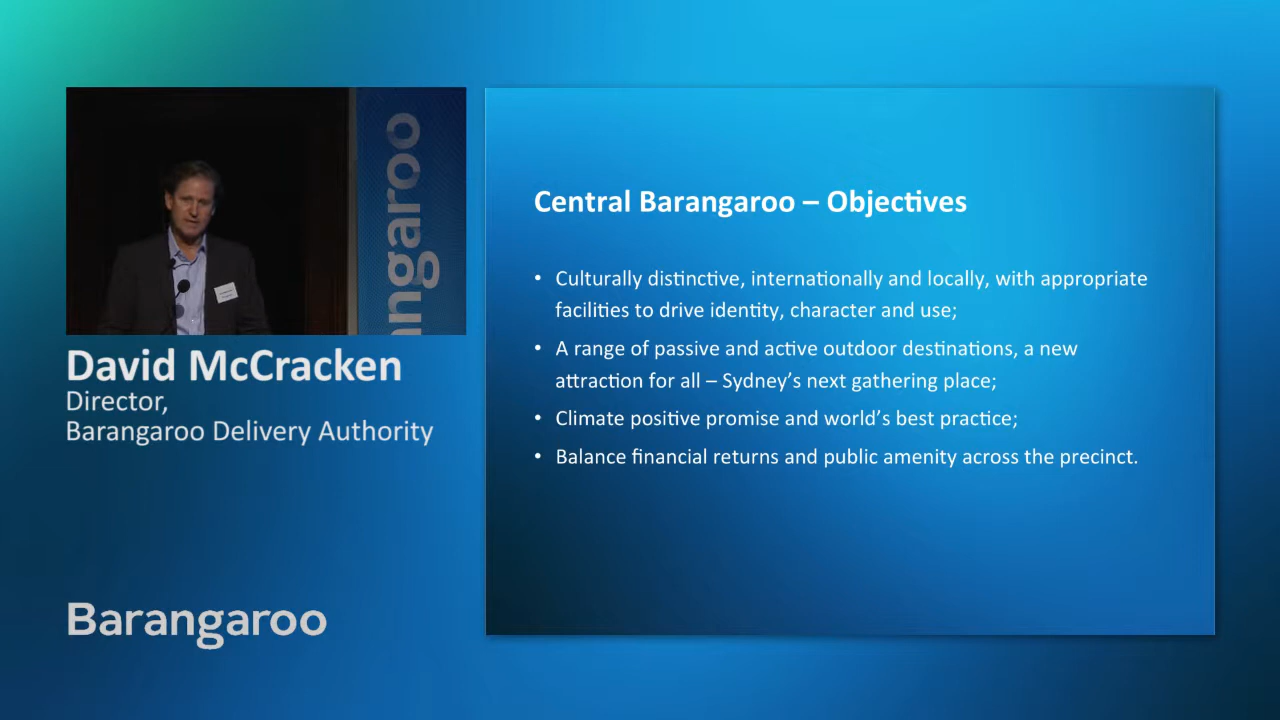 angaroo
David McCracken
Director,
Barangaroo Delivery Authority
Barangaroo
Central Barangaroo – Objectives
• Culturally distinctive, internationally and locally, with appropriate
facilities to drive identity, character and use;
• A range of passive and active outdoor destinations, a new
attraction for all – Sydney's next gathering place;
• Climate positive promise and world's best practice;
• Balance financial returns and public amenity across the precinct.